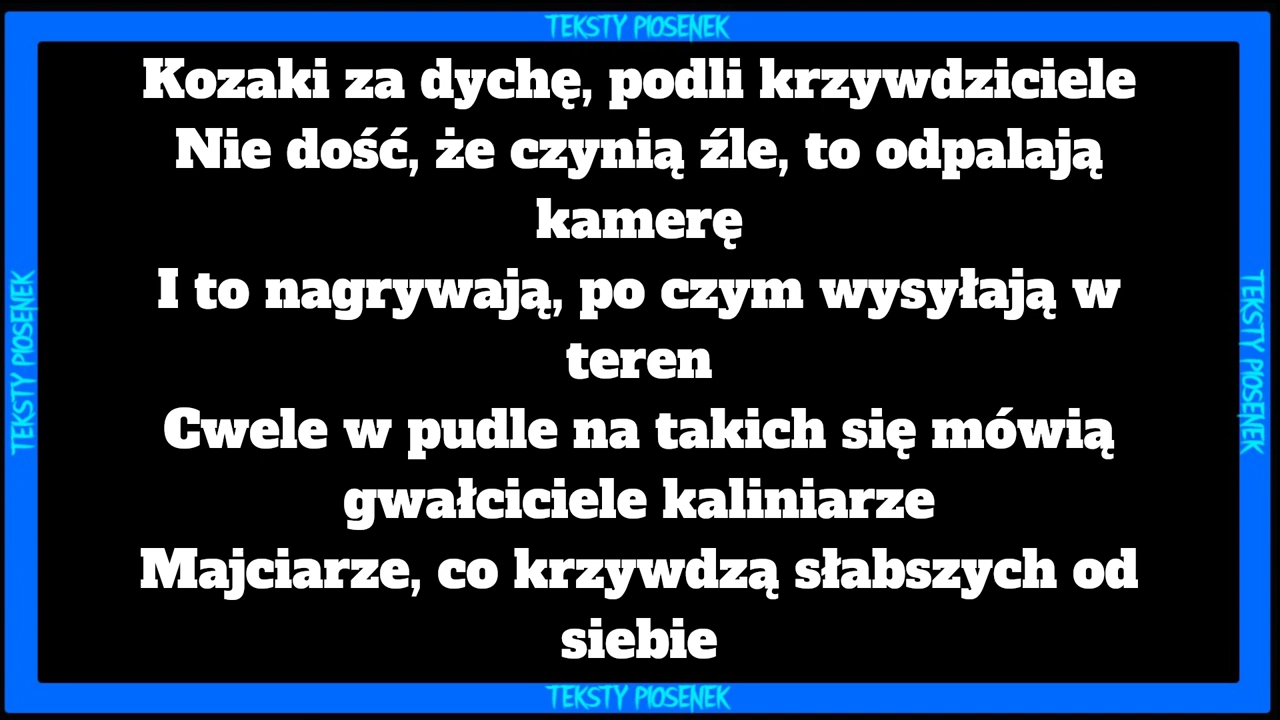 TEKSTY PIOSENEK
Kozaki za dychę, podli krzywdziciele
Nie dość, że czynią źle, to odpalają
kamerę
I to nagrywają, po czym wysyłają w
teren
Cwele w pudle na takich się mówią
gwałciciele kaliniarze
Majciarze, co krzywdzą słabszych od
siebie
TEKSTY PIOSENEK
TEKSTY PIOSENEK
TEKSTY PIOSENEK